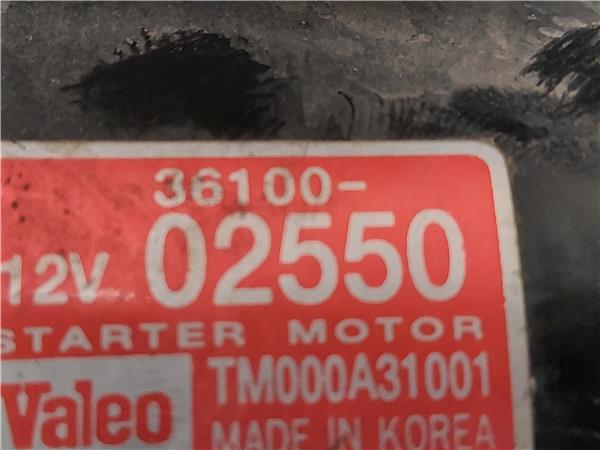 36100-
12V 02550
STARTER MOTOR
Valeo TM000A31001
MADE IN KOREA